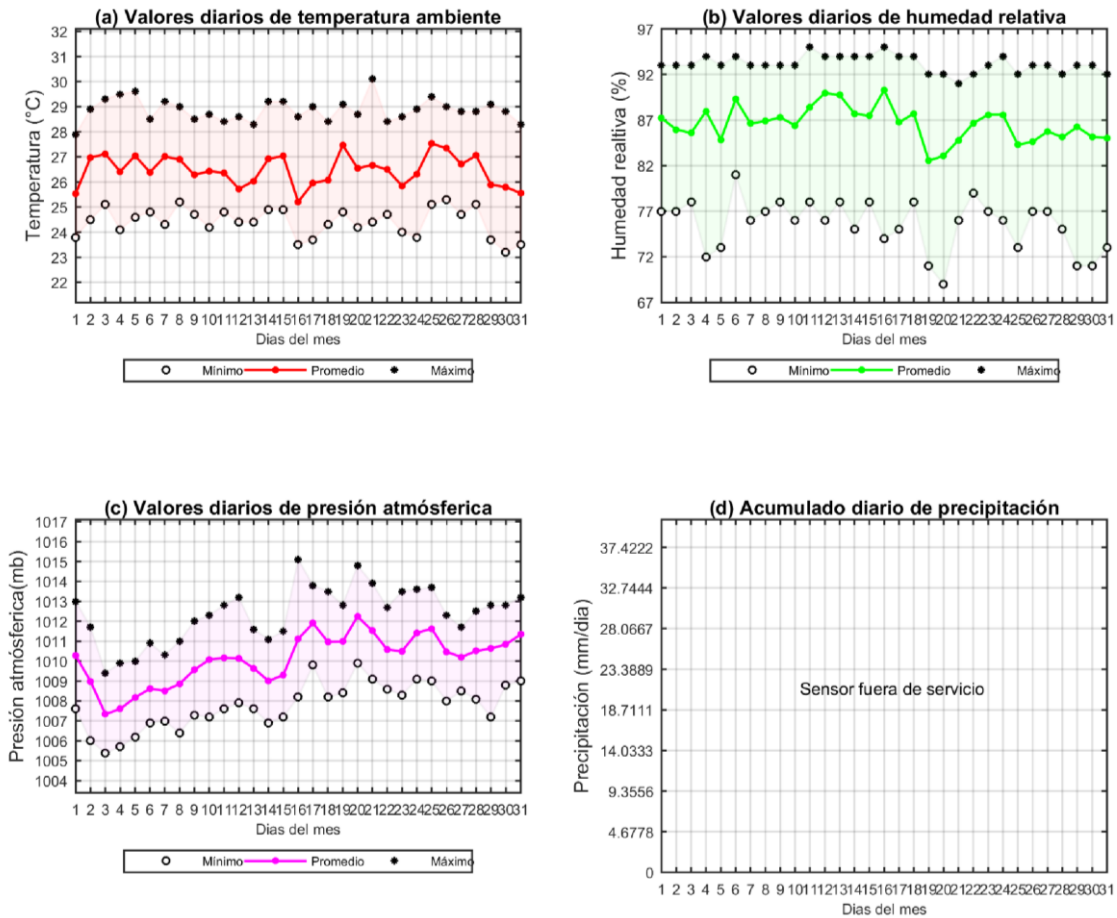 (a) Valores diarios de temperatura ambiente
32
31
30
29
28
27
26
25
24
23
22
Temperatura (°C)
1 2 3 4 5 6 7 8 9 10 11 12 13 14 15 16 17 18 19 20 21 22 23 24 25 26 27 28 29 30 31
Dias del mes
Mínimo Promedio Máximo
(b) Valores diarios de humedad relativa
97
92
87
82
77
72
67
Humedad realtiva (%)
1 2 3 4 5 6 7 8 9 10 11 12 13 14 15 16 17 18 19 20 21 22 23 24 25 26 27 28 29 30 31
Dias del mes
Mínimo Promedio Máximo
(c) Valores diarios de presión atmósferica
1017
1016
1015
1014
1013
1012
1011
1010
1009
1008
1007
1006
1005
1004
Presión atmósferica(mb)
1 2 3 4 5 6 7 8 9 10 11 12 13 14 15 16 17 18 19 20 21 22 23 24 25 26 27 28 29 30 31
Dias del mes
Mínimo Promedio Máximo
(d) Acumulado diario de precipitación
37.4222
32.7444
28.0667
23.3889
18.7111
14.0333
9.3556
4.6778
0
Precipitación (mm/dia)
Sensor fuera de servicio
1 2 3 4 5 6 7 8 9 10 11 12 13 14 15 16 17 18 19 20 21 22 23 24 25 26 27 28 29 30 31
Dias del mes